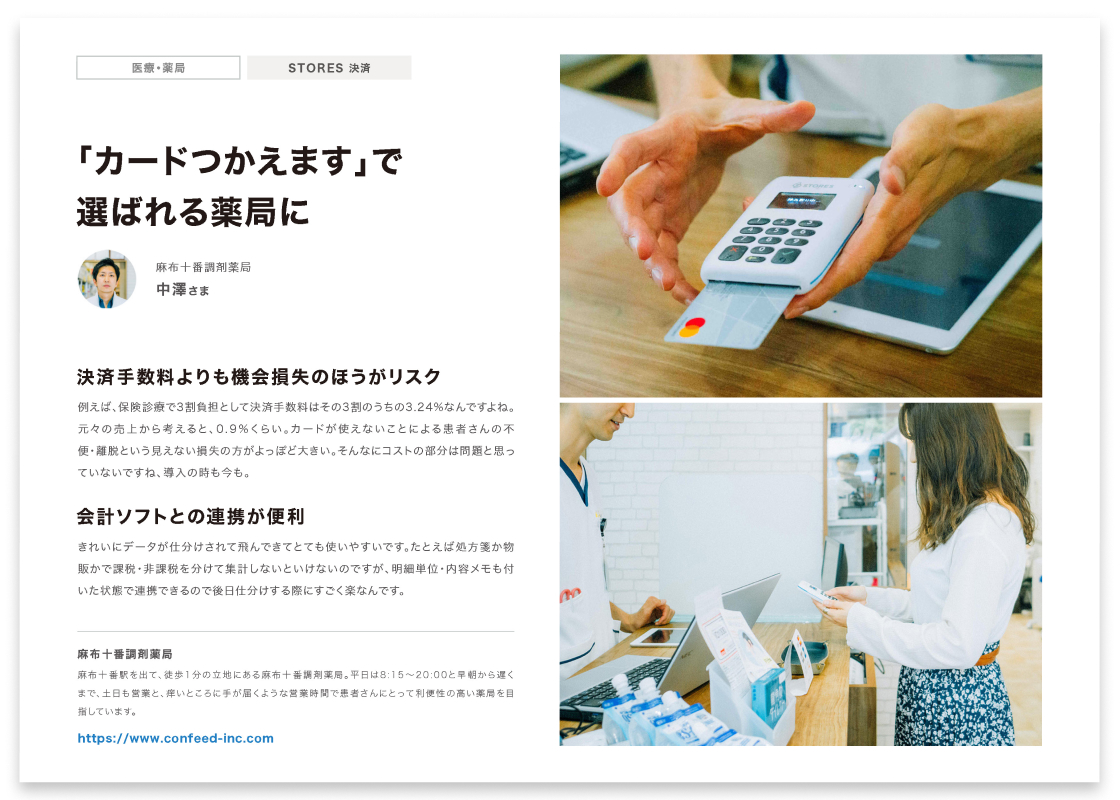 医療・薬局
STORES 決済
「カードつかえます」で
選ばれる薬局に
麻布十番調剤薬局
中澤さま
決済手数料よりも機会損失のほうがリスク
例えば、保険診療で3割負担として決済手数料はその3割のうちの3.24%なんですよね。
元々の売上から考えると、0.9%くらい。カードが使えないことによる患者さんの不
便・離脱という見えない損失の方がよっぽど大きい。そんなにコストの部分は問題と思っ
ていないですね、導入の時も今も。
会計ソフトとの連携が便利
きれいにデータが仕分けされて飛んできてとても使いやすいです。たとえば処方箋か物
販かで課税・非課税を分けて集計しないといけないのですが、明細単位・内容メモも付
いた状態で連携できるので後日仕分けする際にすごく楽なんです。
麻布十番調剤薬局
麻布十番駅を出て、徒歩1分の立地にある麻布十番調剤薬局。平日は8:15〜20:00と早朝から遅く
まで、土日も営業と、痒いところに手が届くような営業時間で患者さんにとって利便性の高い薬局を目
指しています。
https://www.confeed-inc.com
STORES